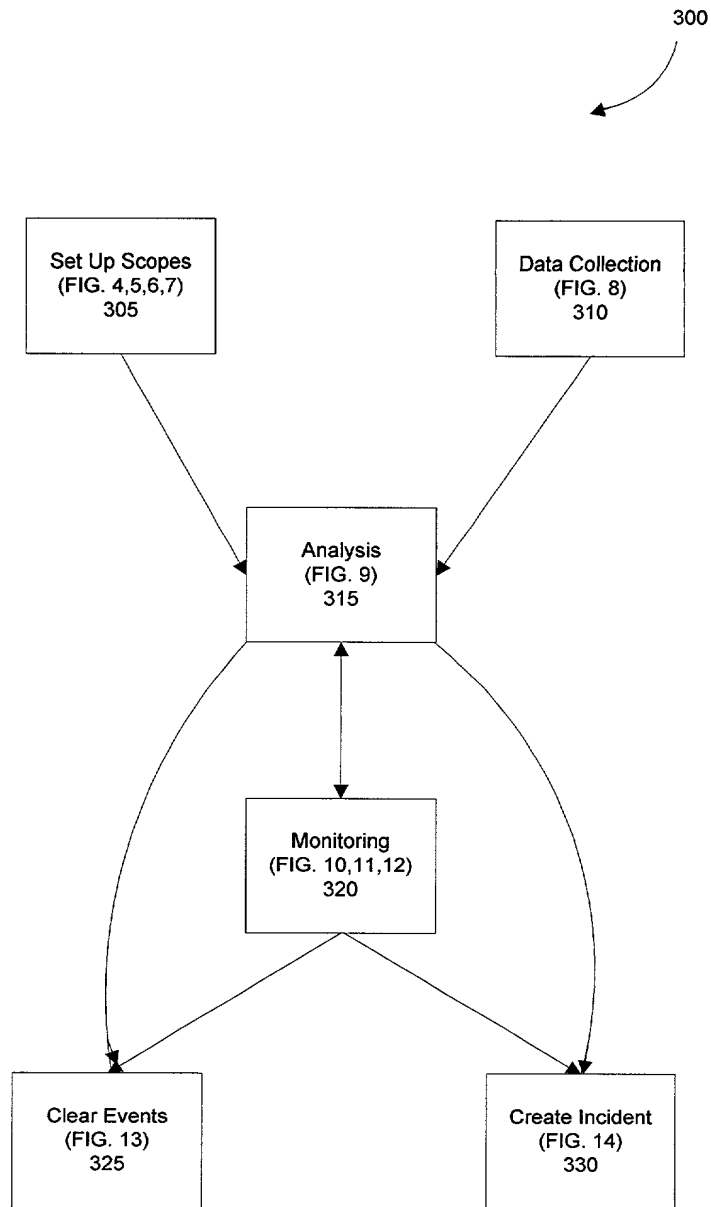 300
Set Up Scopes
(FIG. 4,5,6,7)
305
Data Collection
(FIG. 8)
310
Analysis
(FIG. 9)
315
Monitoring
(FIG. 10,11,12)
320
Clear Events
(FIG. 13)
325
Create Incident
(FIG. 14)
330